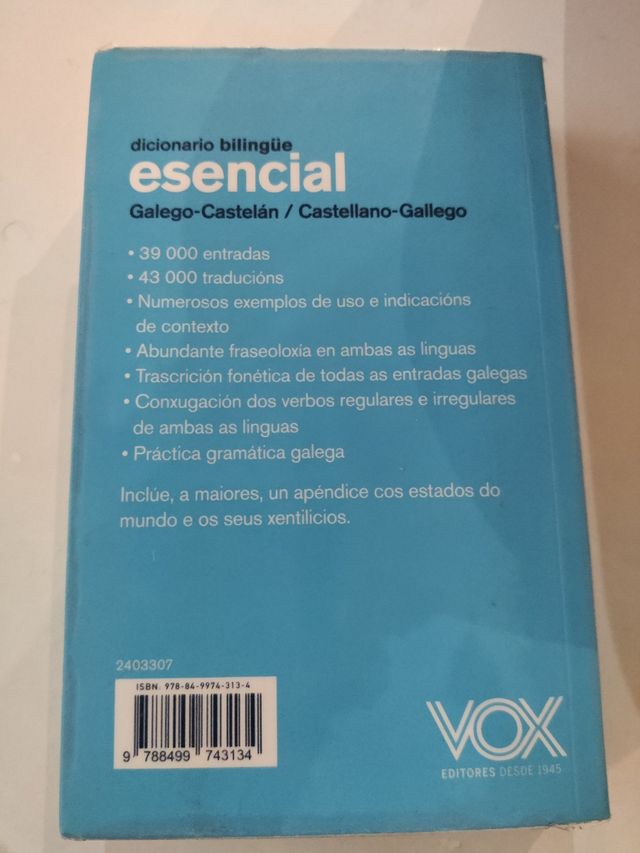 dicionario bilingüe
esencial
Galego-Castelán / Castellano-Gallego
• 39 000 entradas
• 43 000 traducións
• Numerosos exemplos de uso e indicacións
de contexto
• Abundante fraseoloxía en ambas as linguas
• Trascrición fonética de todas as entradas galegas
• Conxugación dos verbos regulares e irregulares
de ambas as linguas
• Práctica gramática galega
Inclúe, a maiores, un apéndice cos estados do
mundo e os seus xentilicios.
2403307
ISBN 978-84-9974-313-4
9 788499 743134
VOX
EDITORES DESDE 1945